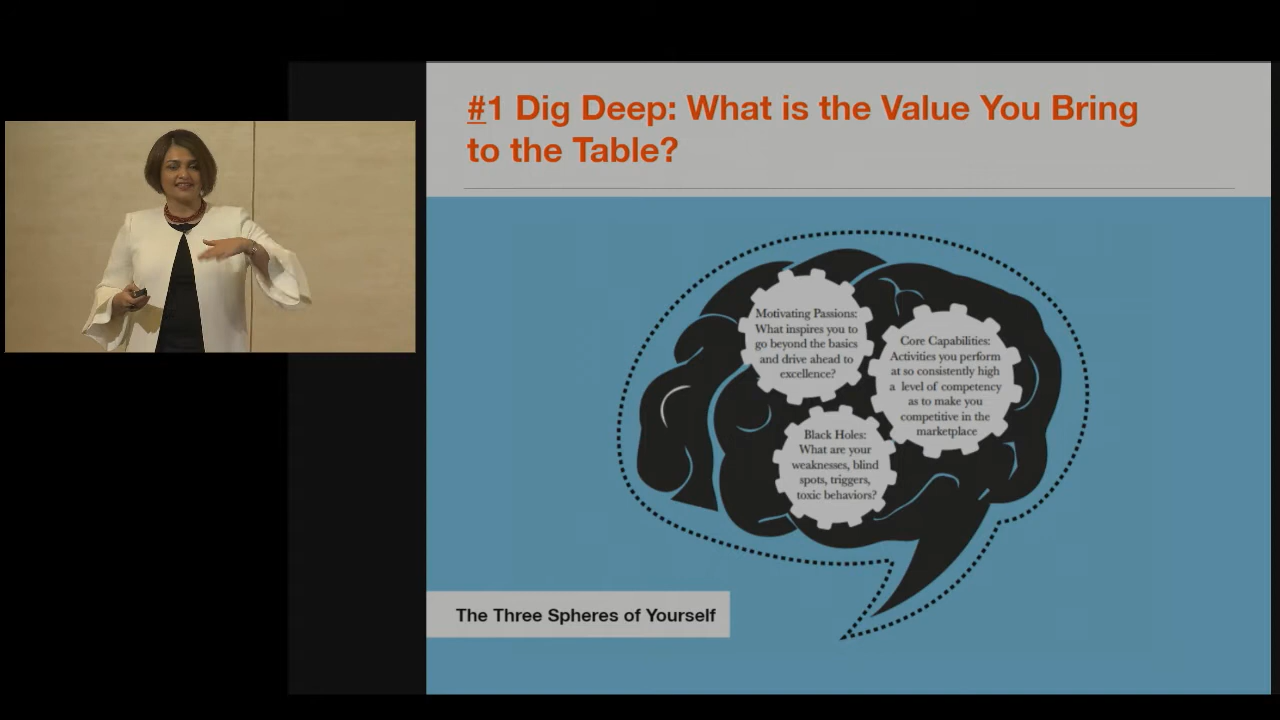 #1 Dig Deep: What is the Value You Bring
to the Table?
Motivating Passions:
What inspires you to
go beyond the basics
and drive ahead to
excellence?
Core Capabilities:
Activities you perform
at so consistently high
a level of competency
as to make you
competitive in the
marketplace
Black Holes:
What are your
weaknesses, blind
spots, triggers,
toxic behaviors?
The Three Spheres of Yourself